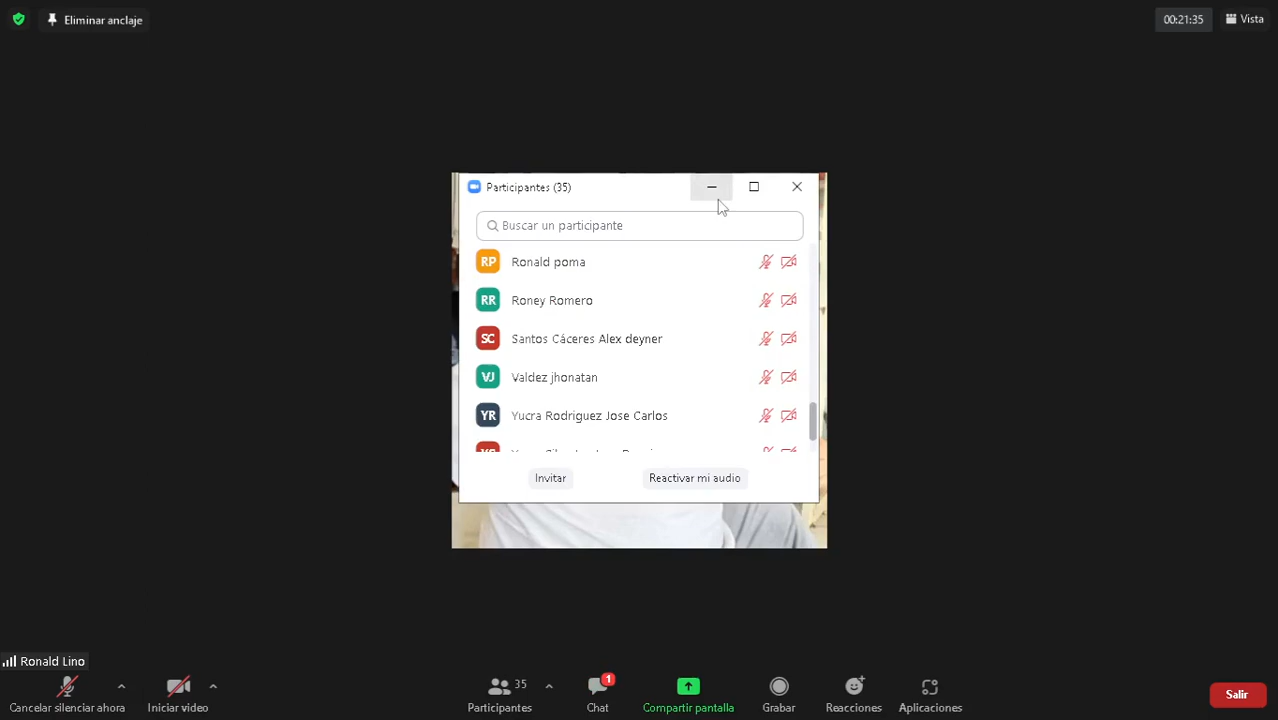 Eliminar anclaje
00:21:35
Vista
Participantes (35)
Buscar un participante
RP Ronald poma
RR Roney Romero
SC Santos Cáceres Alex deyner
VJ Valdez jhonatan
YR Yucra Rodriguez Jose Carlos
Invitar
Reactivar mi audio
Ronald Lino
35
1
Cancelar silenciar ahora
Iniciar video
Participantes
Chat
Compartir pantalla
Grabar
Reacciones
Aplicaciones
Salir